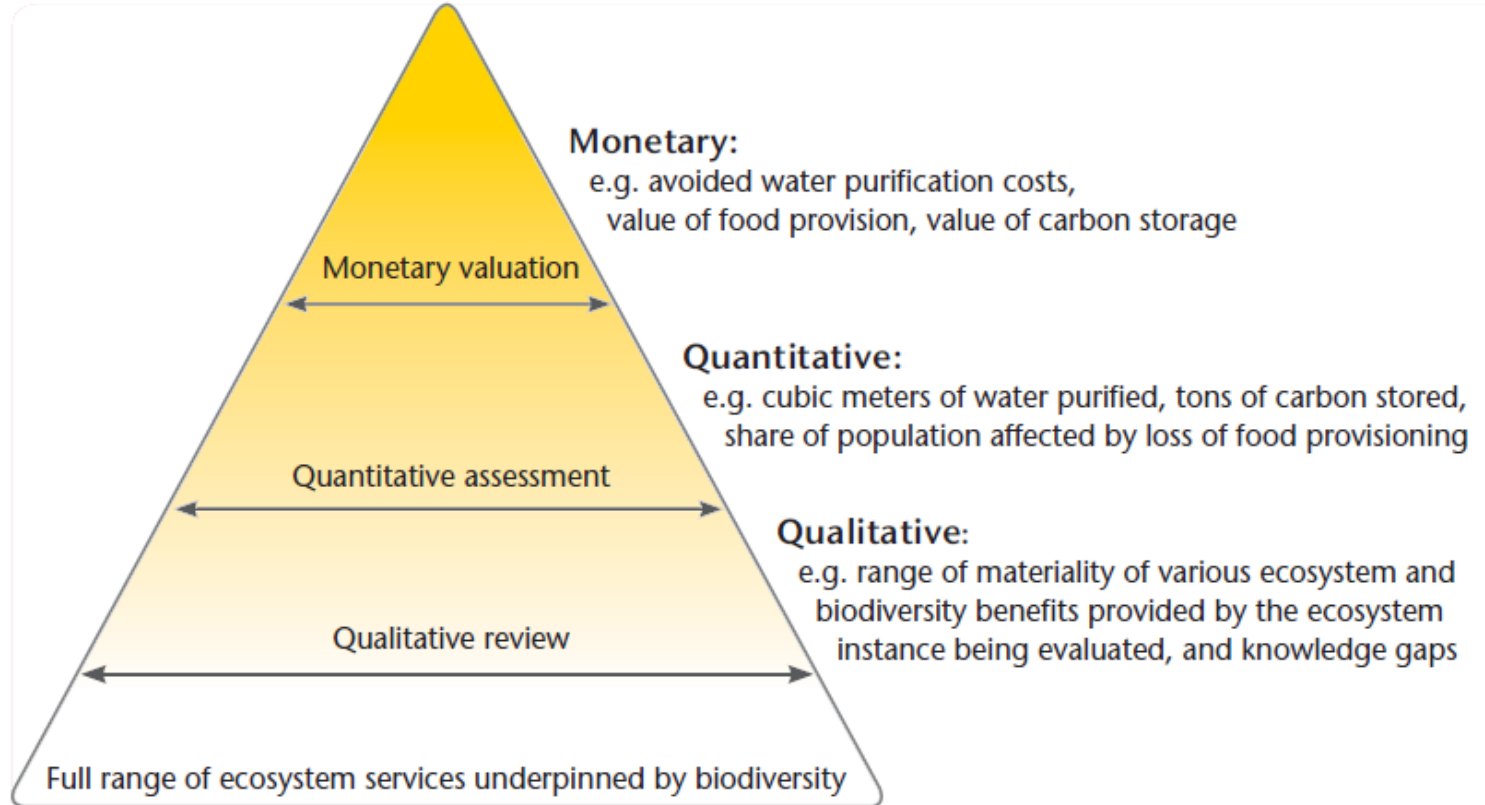 Monetary:
e.g. avoided water purification costs,
value of food provision, value of carbon storage
Monetary valuation
Quantitative:
e.g. cubic meters of water purified, tons of carbon stored,
share of population affected by loss of food provisioning
Quantitative assessment
Qualitative:
e.g. range of materiality of various ecosystem and
biodiversity benefits provided by the ecosystem
instance being evaluated, and knowledge gaps
Qualitative review
Full range of ecosystem services underpinned by biodiversity